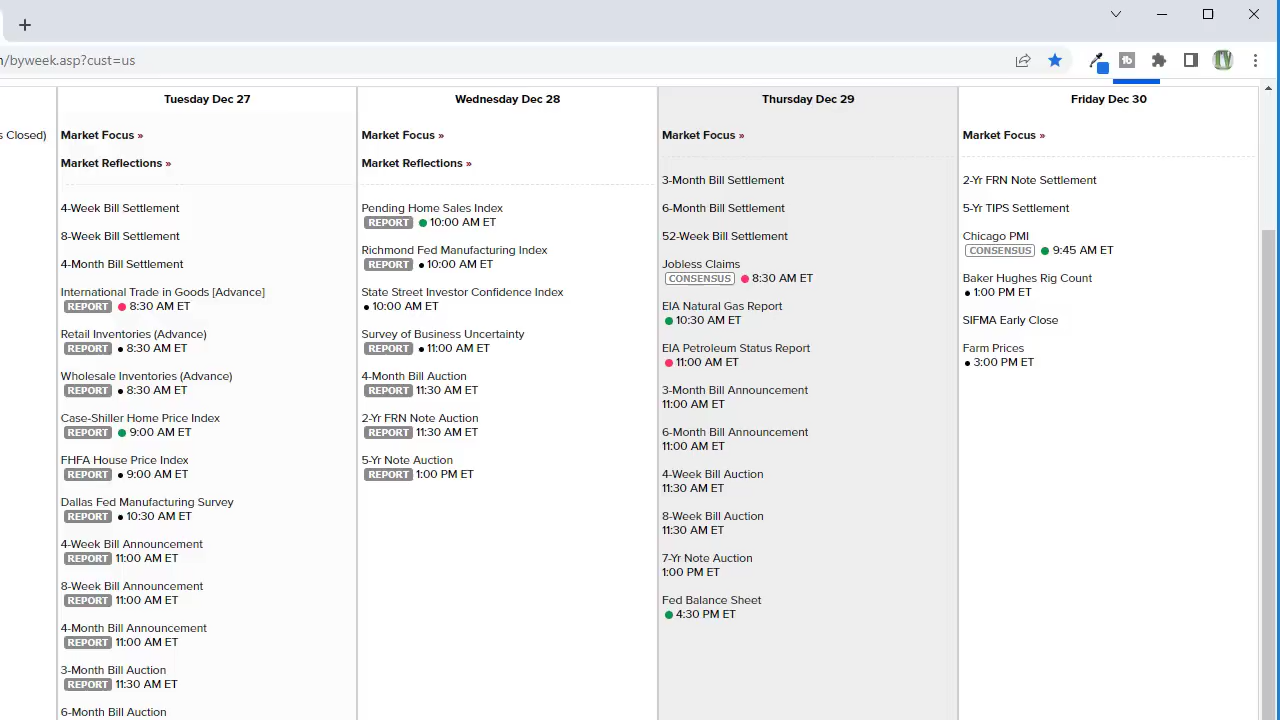 n/byweek.asp?cust=us
s Closed)
Tuesday Dec 27
Market Focus »
Market Reflections »
4-Week Bill Settlement
8-Week Bill Settlement
4-Month Bill Settlement
International Trade in Goods [Advance]
REPORT 8:30 AM ET
Retail Inventories (Advance)
REPORT 8:30 AM ET
Wholesale Inventories (Advance)
REPORT 8:30 AM ET
Case-Shiller Home Price Index
REPORT 9:00 AM ET
FHFA House Price Index
REPORT 9:00 AM ET
Dallas Fed Manufacturing Survey
REPORT 10:30 AM ET
4-Week Bill Announcement
REPORT 11:00 AM ET
8-Week Bill Announcement
REPORT 11:00 AM ET
4-Month Bill Announcement
REPORT 11:00 AM ET
3-Month Bill Auction
REPORT 11:30 AM ET
6-Month Bill Auction
Wednesday Dec 28
Market Focus »
Market Reflections »
Pending Home Sales Index
REPORT 10:00 AM ET
Richmond Fed Manufacturing Index
REPORT 10:00 AM ET
State Street Investor Confidence Index
10:00 AM ET
Survey of Business Uncertainty
REPORT 11:00 AM ET
4-Month Bill Auction
REPORT 11:30 AM ET
2-Yr FRN Note Auction
REPORT 11:30 AM ET
5-Yr Note Auction
REPORT 1:00 PM ET
Thursday Dec 29
Market Focus »
3-Month Bill Settlement
6-Month Bill Settlement
52-Week Bill Settlement
Jobless Claims
CONSENSUS 8:30 AM ET
EIA Natural Gas Report
10:30 AM ET
EIA Petroleum Status Report
11:00 AM ET
3-Month Bill Announcement
11:00 AM ET
6-Month Bill Announcement
11:00 AM ET
4-Week Bill Auction
11:30 AM ET
8-Week Bill Auction
11:30 AM ET
7-Yr Note Auction
1:00 PM ET
Fed Balance Sheet
4:30 PM ET
Friday Dec 30
Market Focus »
2-Yr FRN Note Settlement
5-Yr TIPS Settlement
Chicago PMI
CONSENSUS 9:45 AM ET
Baker Hughes Rig Count
1:00 PM ET
SIFMA Early Close
Farm Prices
3:00 PM ET